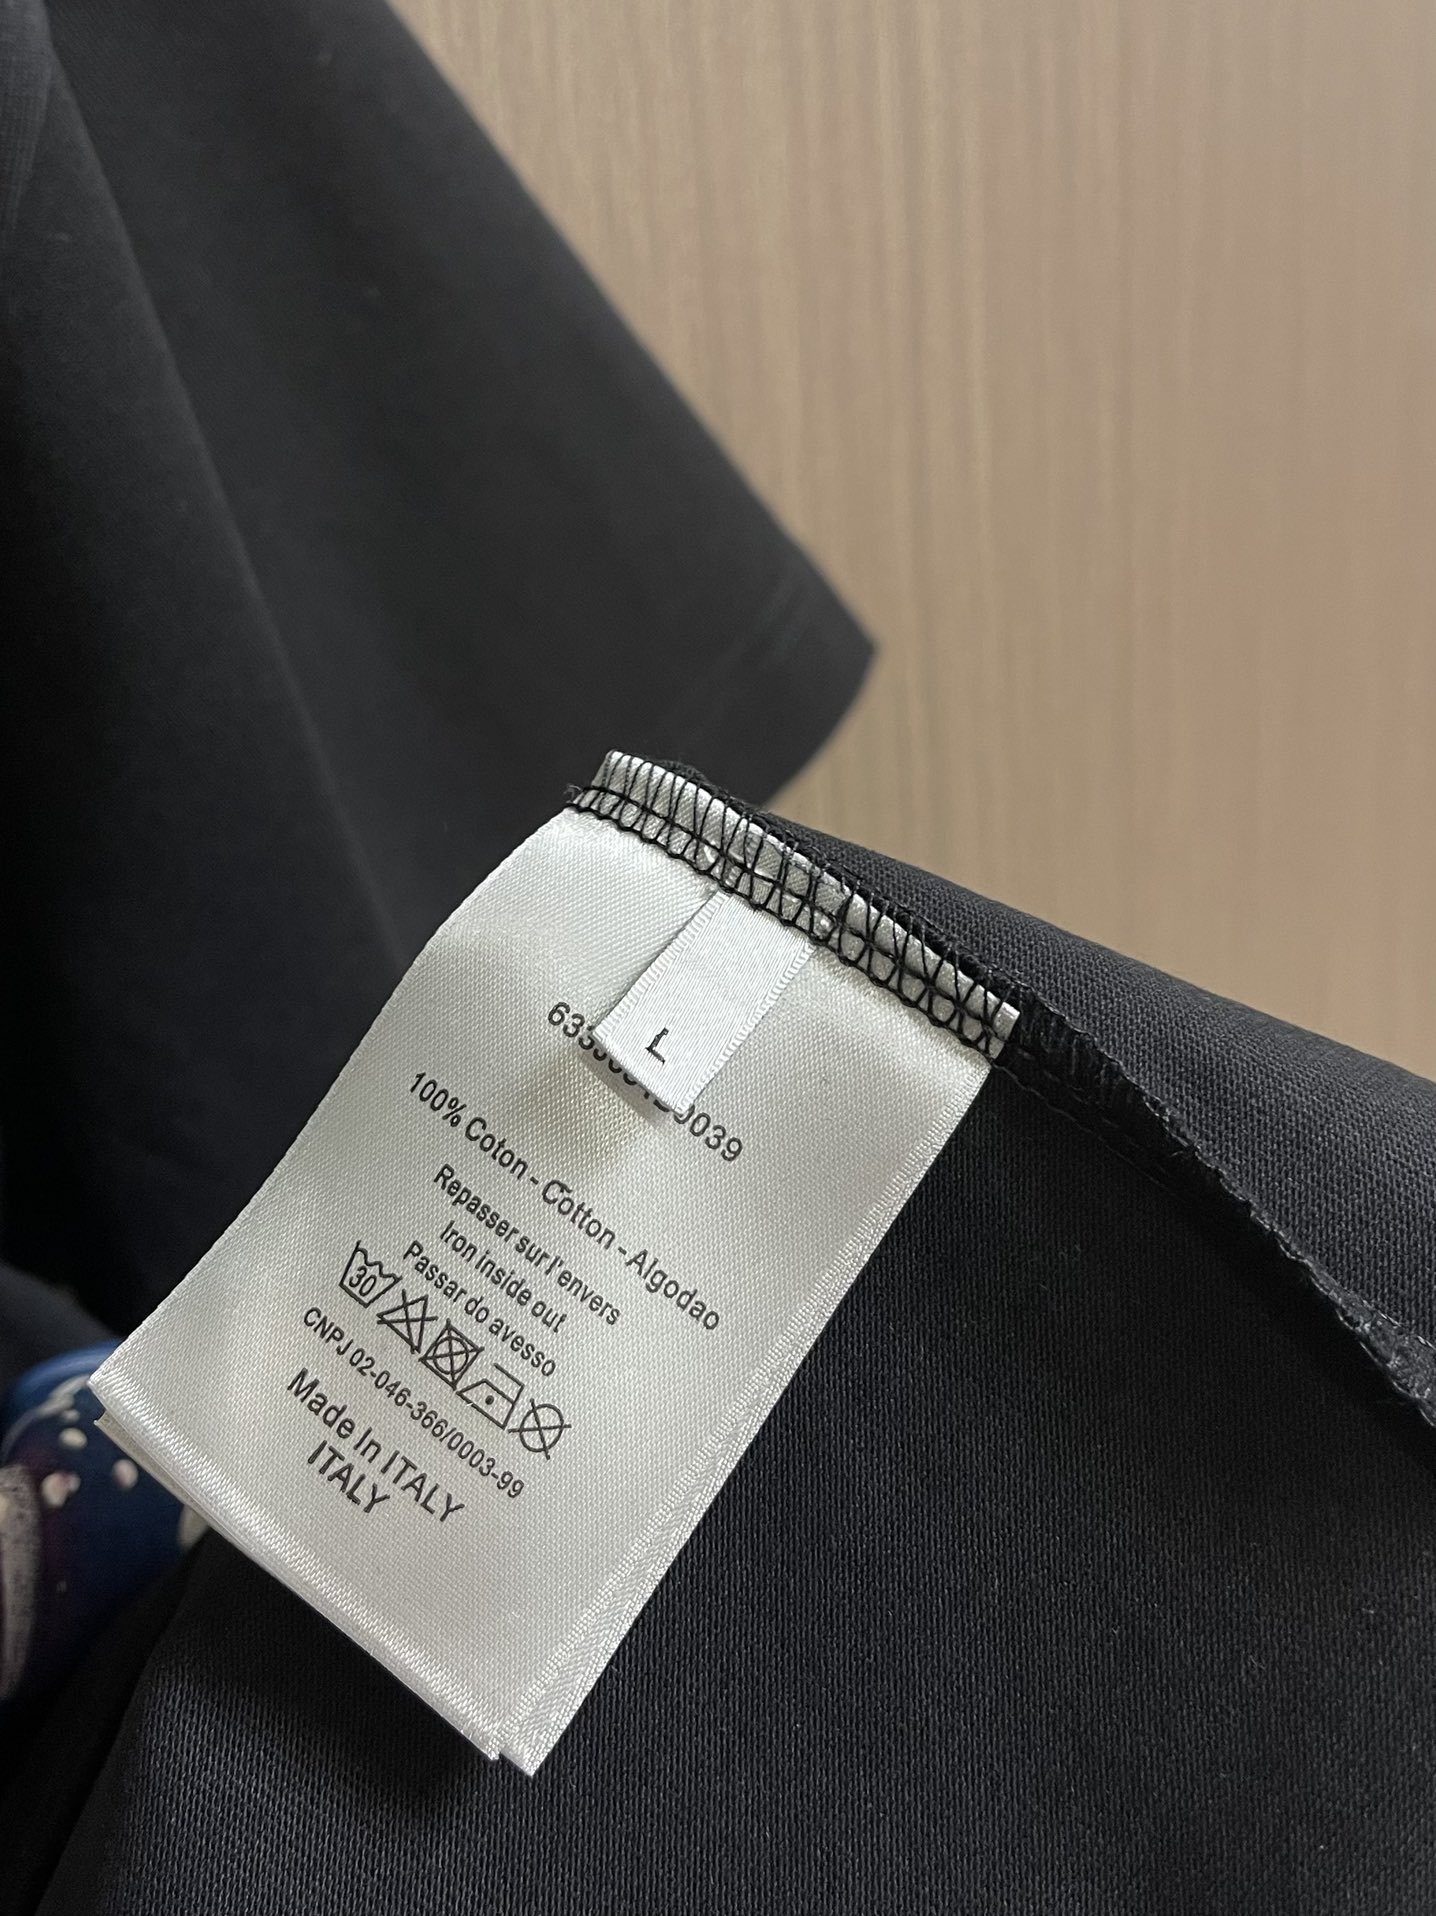 L
100% Coton - Cotton - Algodao
Repasser sur l'envers
Iron inside out
Passar do avesso
30
CNPJ 02-046-366/0003-99
Made In ITALY
ITALY